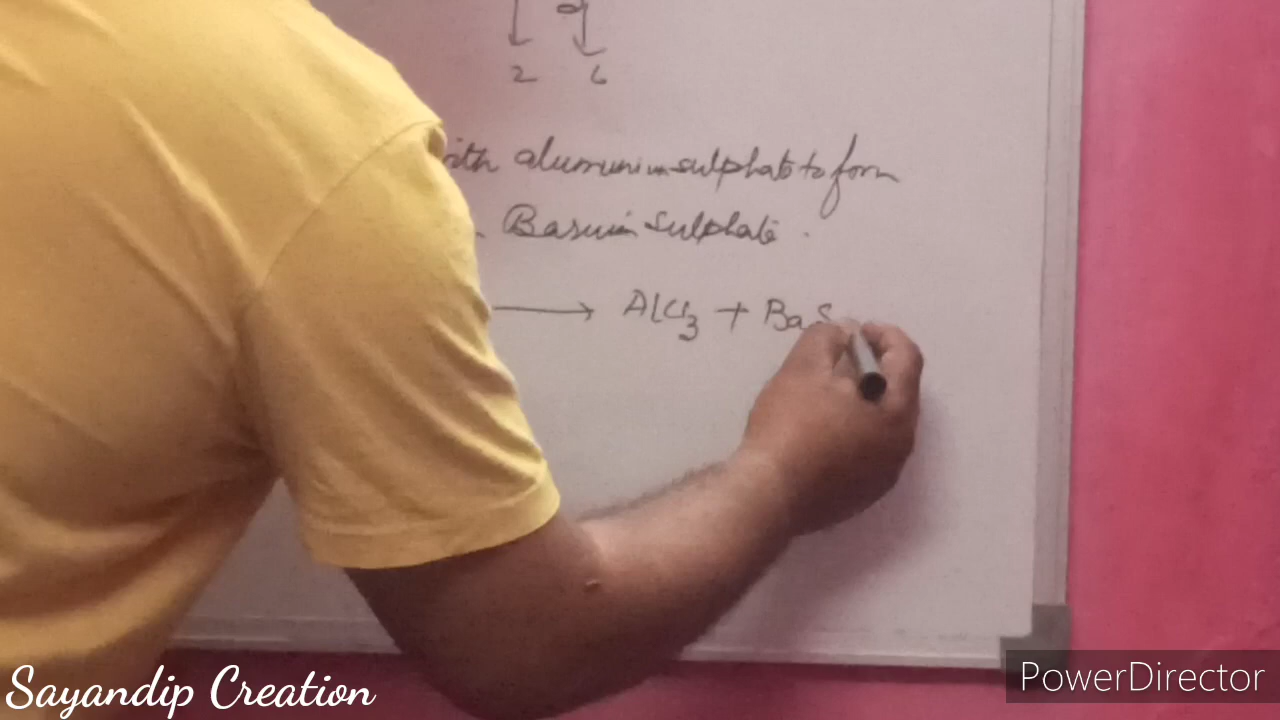 2 6
with aluminium sulphate to form
Barium sulphate.
→ AlCl3 + BaS
Sayandip Creation
PowerDirector